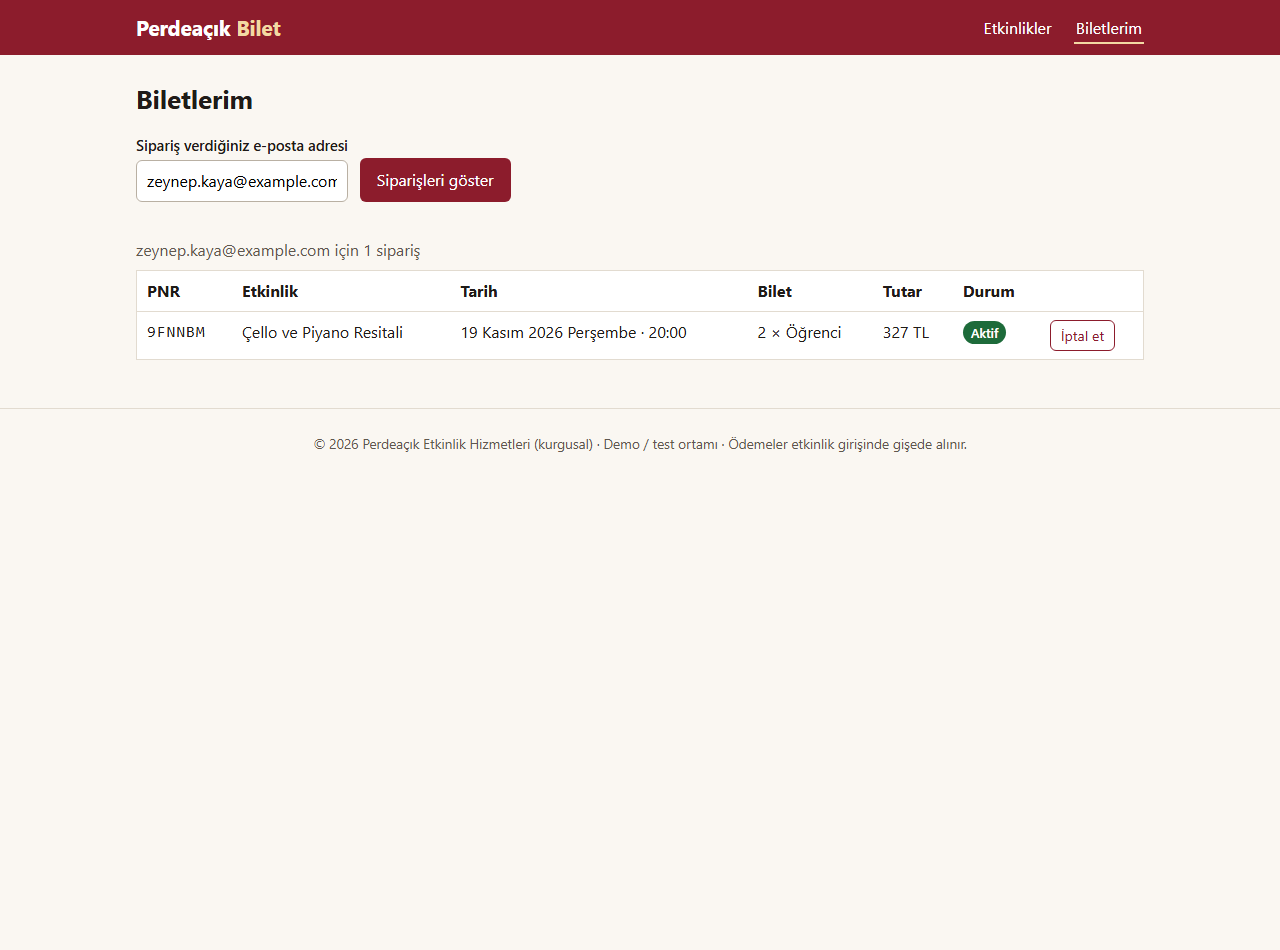 Perdeaçık Bilet
Etkinlikler Biletlerim
Biletlerim
Sipariş verdiğiniz e-posta adresi
zeynep.kaya@example.com
Siparişleri göster
zeynep.kaya@example.com için 1 sipariş
PNR Etkinlik Tarih Bilet Tutar Durum
9FNNBM Çello ve Piyano Resitali 19 Kasım 2026 Perşembe · 20:00 2 × Öğrenci 327 TL Aktif İptal et
© 2026 Perdeaçık Etkinlik Hizmetleri (kurgusal) · Demo / test ortamı · Ödemeler etkinlik girişinde gişede alınır.